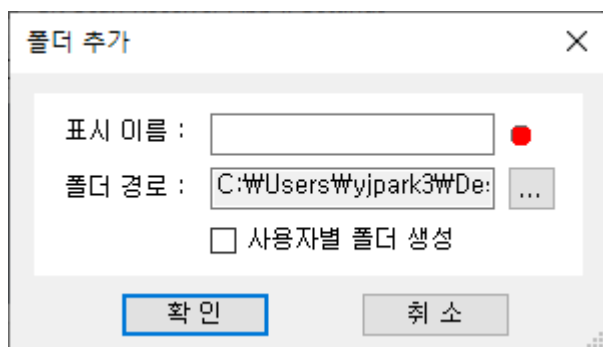 폴더 추가
표시 이름 :
폴더 경로 : C:₩Users₩yjpark3₩De
...
사용자별 폴더 생성
확 인 취 소